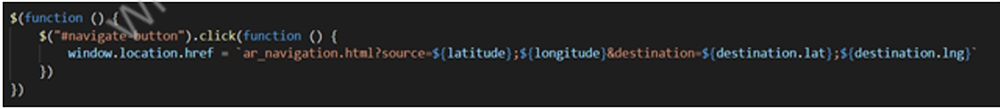 $(function () {
$("#navigate-button").click(function () {
window.location.href = `ar_navigation.html?source=${latitude};${longitude}&destination=${destination.lat};${destination.lng}`
})
})